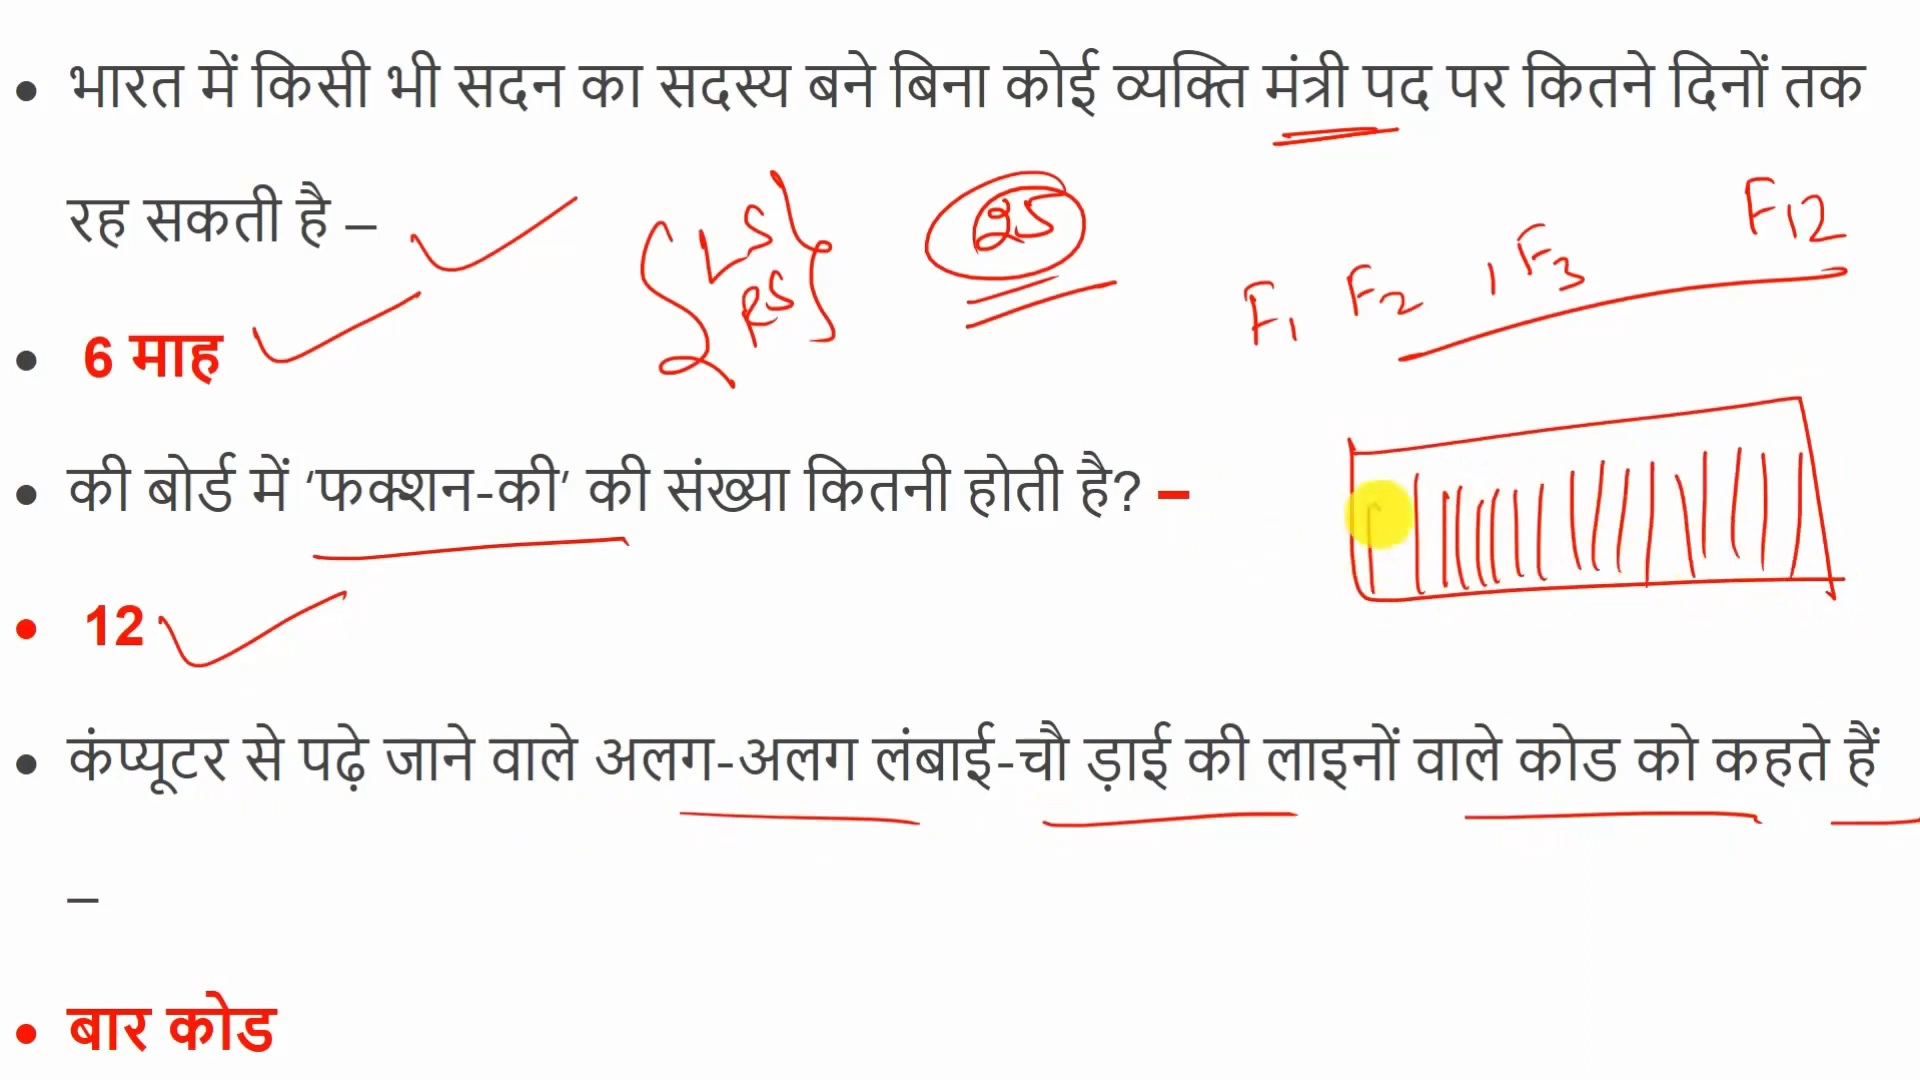 • भारत में किसी भी सदन का सदस्य बने बिना कोई व्यक्ति मंत्री पद पर कितने दिनों तक
रह सकती है –
LS
RS
25
F1 F2 , F3 F12
• 6 माह
• की बोर्ड में ‘फक्शन-की’ की संख्या कितनी होती है? –
• 12
• कंप्यूटर से पढ़े जाने वाले अलग-अलग लंबाई-चौ ड़ाई की लाइनों वाले कोड को कहते हैं
–
• बार कोड